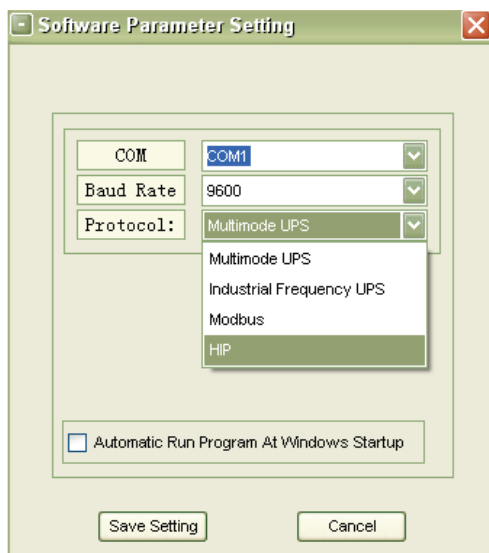 Software Parameter Setting
COM COM1
Baud Rate 9600
Protocol: Multimode UPS
Multimode UPS
Industrial Frequency UPS
Modbus
HIP
Automatic Run Program At Windows Startup
Save Setting Cancel